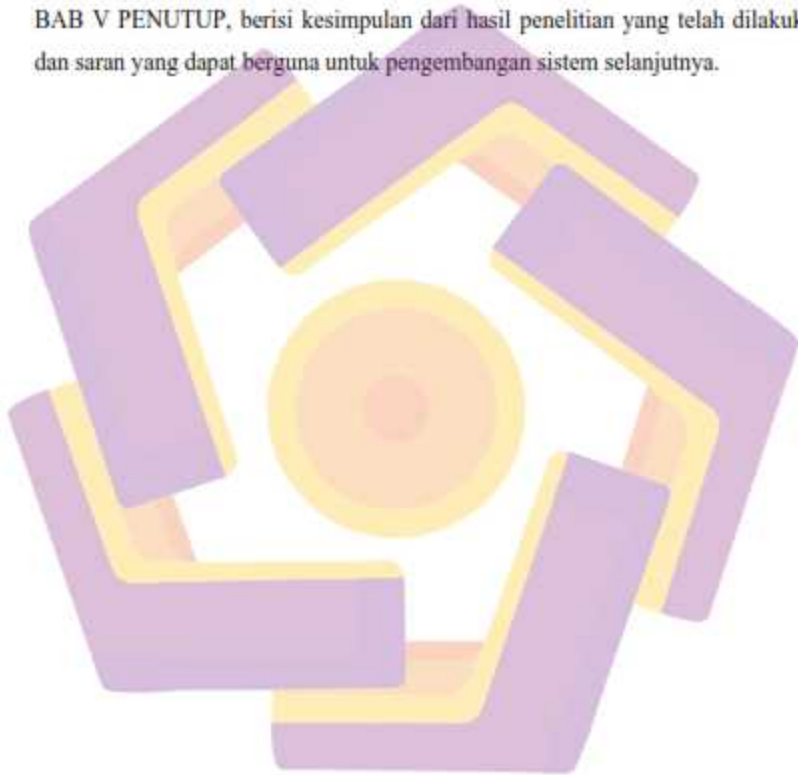 BAB V PENUTUP, berisi kesimpulan dari hasil penelitian yang telah dilakuk
dan saran yang dapat berguna untuk pengembangan sistem selanjutnya.